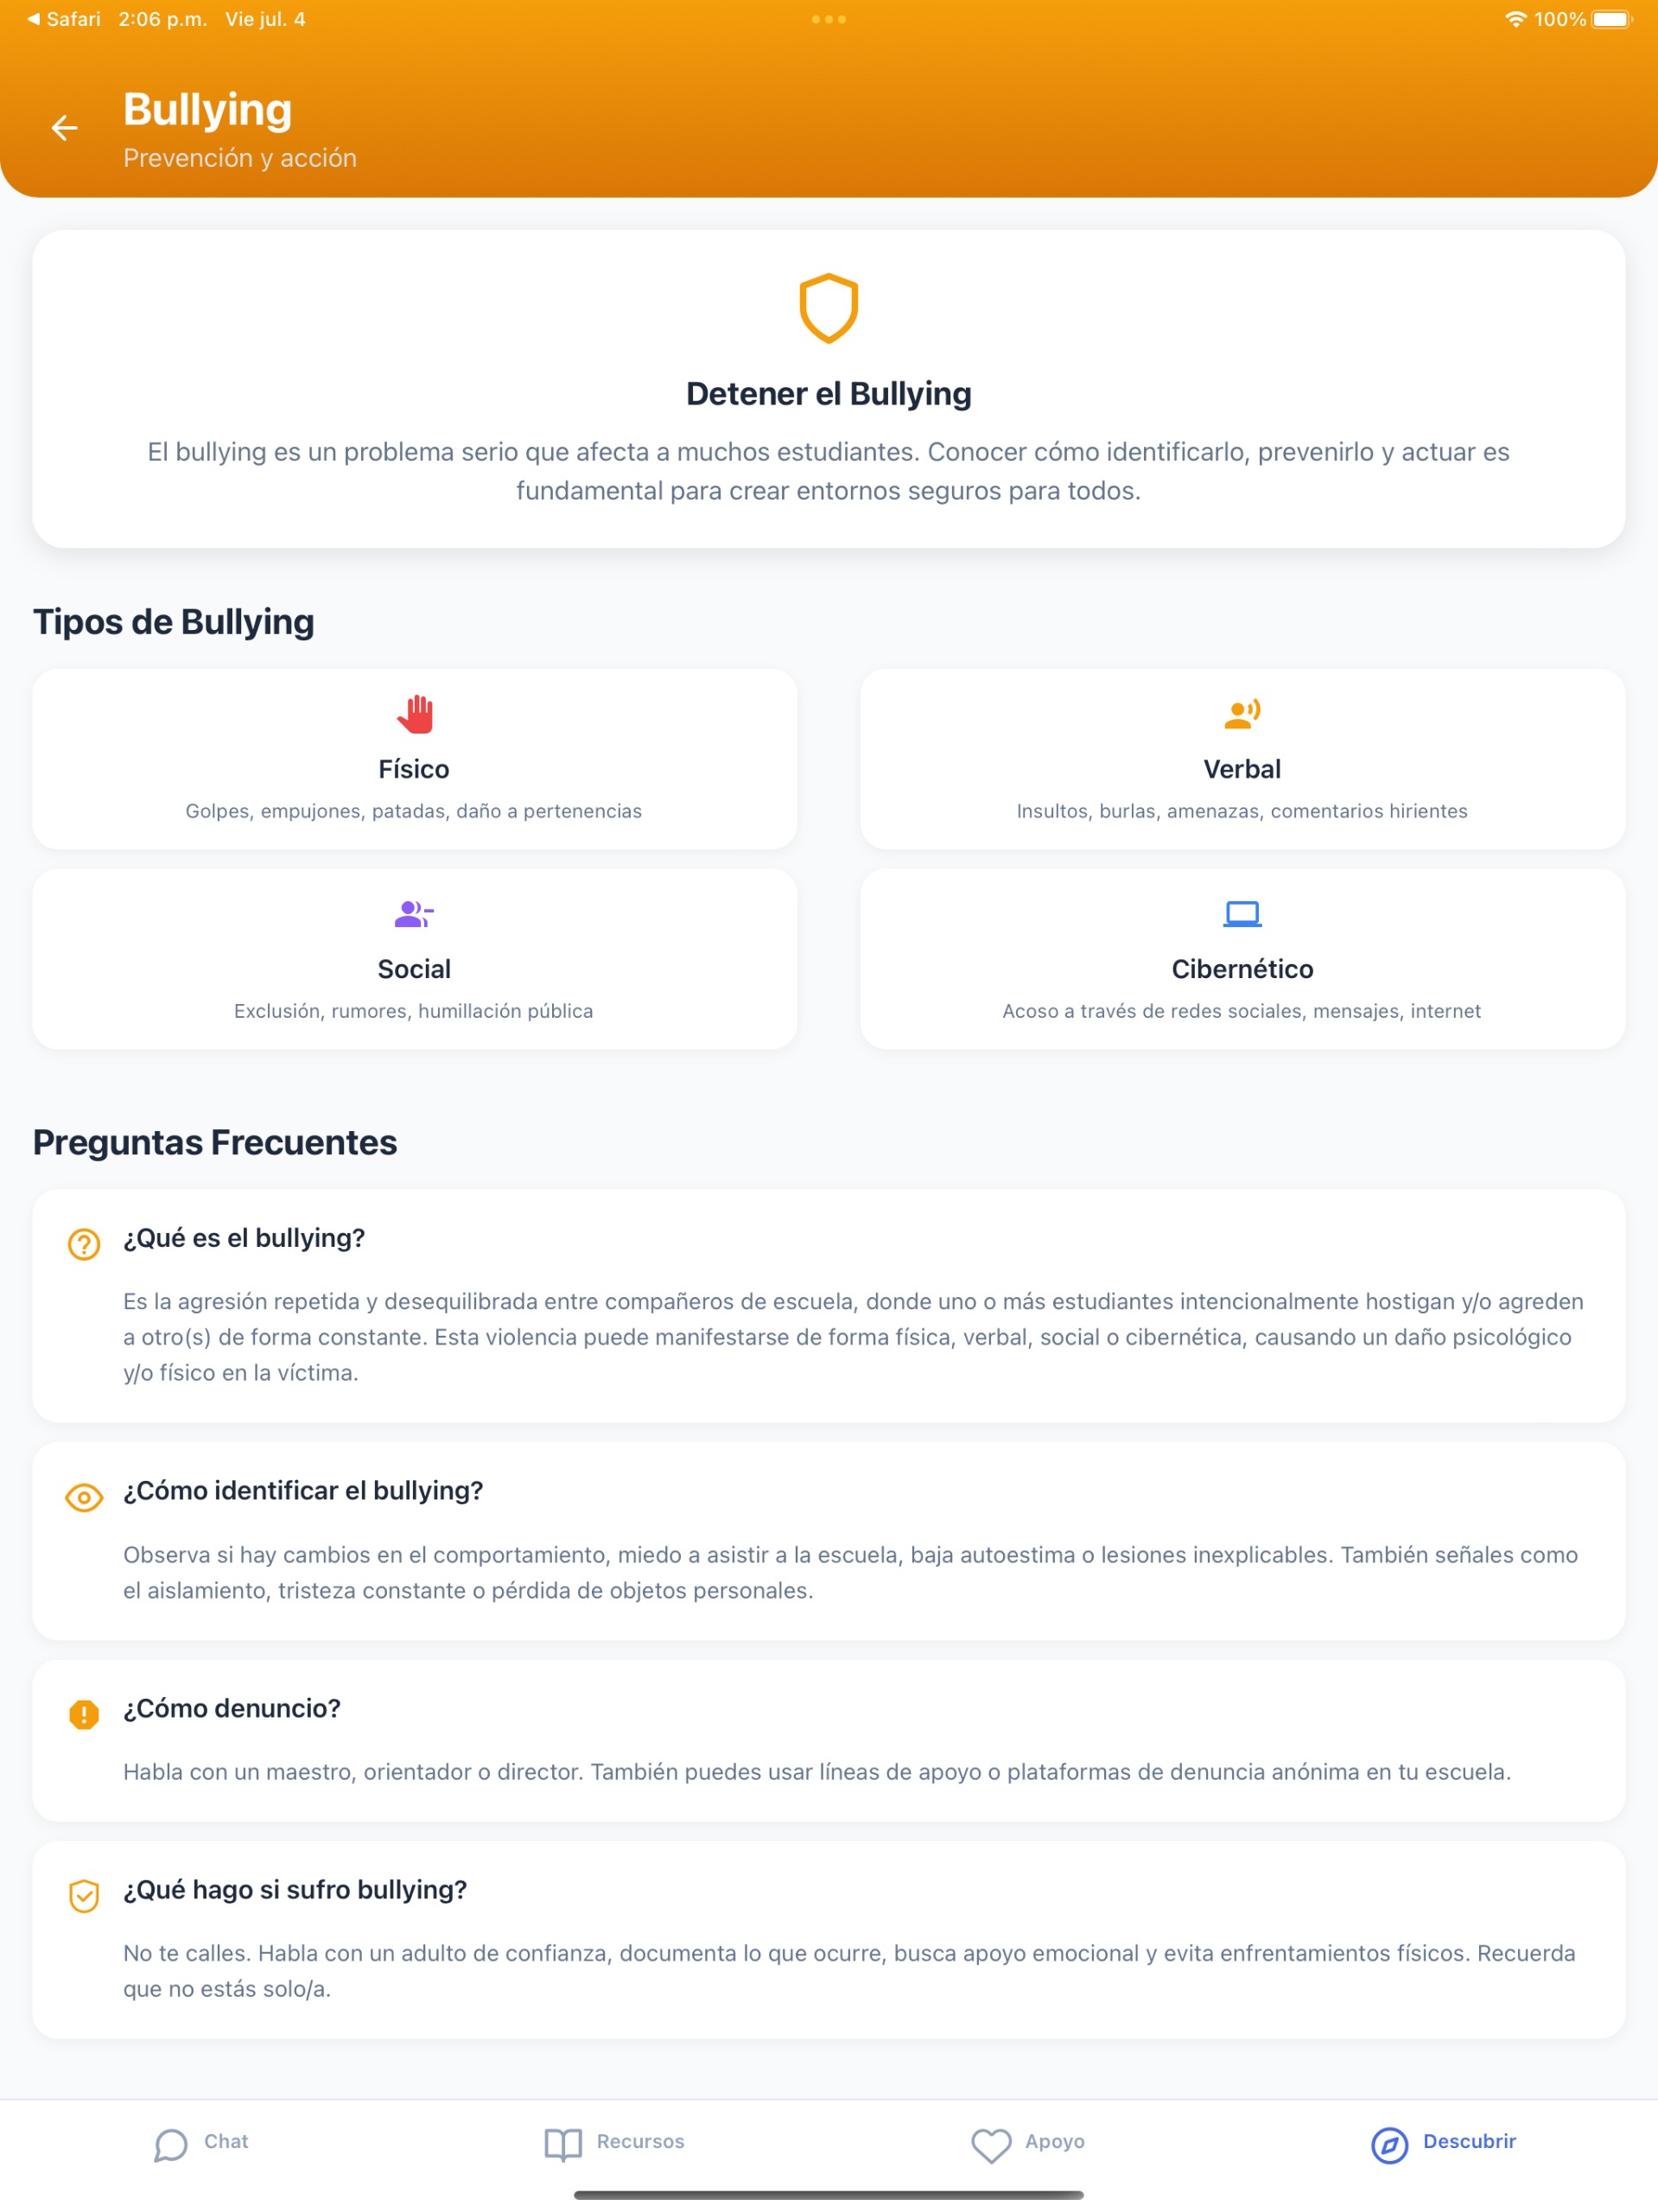 Safari 2:06 p.m. Vie jul. 4 100%
Bullying
Prevención y acción
Detener el Bullying
El bullying es un problema serio que afecta a muchos estudiantes. Conocer cómo identificarlo, prevenirlo y actuar es
fundamental para crear entornos seguros para todos.
Tipos de Bullying
Físico
Golpes, empujones, patadas, daño a pertenencias
Verbal
Insultos, burlas, amenazas, comentarios hirientes
Social
Exclusión, rumores, humillación pública
Cibernético
Acoso a través de redes sociales, mensajes, internet
Preguntas Frecuentes
¿Qué es el bullying?
Es la agresión repetida y desequilibrada entre compañeros de escuela, donde uno o más estudiantes intencionalmente hostigan y/o agreden
a otro(s) de forma constante. Esta violencia puede manifestarse de forma física, verbal, social o cibernética, causando un daño psicológico
y/o físico en la víctima.
¿Cómo identificar el bullying?
Observa si hay cambios en el comportamiento, miedo a asistir a la escuela, baja autoestima o lesiones inexplicables. También señales como
el aislamiento, tristeza constante o pérdida de objetos personales.
¿Cómo denuncio?
Habla con un maestro, orientador o director. También puedes usar líneas de apoyo o plataformas de denuncia anónima en tu escuela.
¿Qué hago si sufro bullying?
No te calles. Habla con un adulto de confianza, documenta lo que ocurre, busca apoyo emocional y evita enfrentamientos físicos. Recuerda
que no estás solo/a.
Chat
Recursos
Apoyo
Descubrir